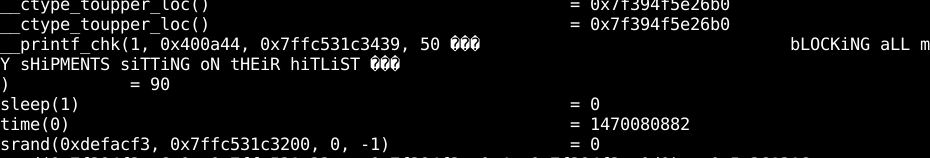 __ctype_toupper_loc() = 0x7f394f5e26b0
__ctype_toupper_loc() = 0x7f394f5e26b0
__printf_chk(1, 0x400a44, 0x7ffc531c3439, 50 ��� bLOCKiNG aLL m
Y sHiPMENTS siTTiNG oN tHEiR hiTLiST ���
) = 90
sleep(1) = 0
time(0) = 1470080882
srand(0xdefacf3, 0x7ffc531c3200, 0, -1) = 0